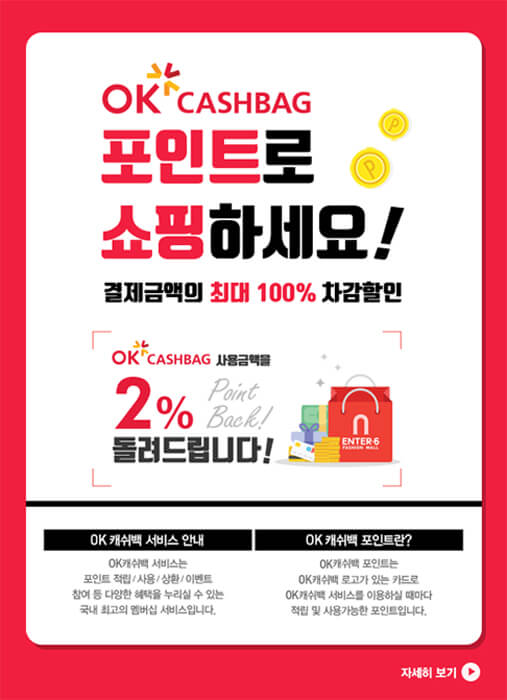 OK CASHBAG
포인트로
쇼핑하세요!
P
P
결제금액의 최대 100% 차감할인
OK CASHBAG 사용금액을
2% Point Back!
돌려드립니다!
n
ENTER-6
FASHION MALL
OK 캐쉬백 서비스 안내
OK캐쉬백 서비스는
포인트 적립 / 사용 / 상환 / 이벤트
참여 등 다양한 혜택을 누리실 수 있는
국내 최고의 멤버십 서비스입니다.
OK 캐쉬백 포인트란?
OK캐쉬백 포인트는
OK캐쉬백 로고가 있는 카드로
OK캐쉬백 서비스를 이용하실 때마다
적립 및 사용가능한 포인트입니다.
자세히 보기